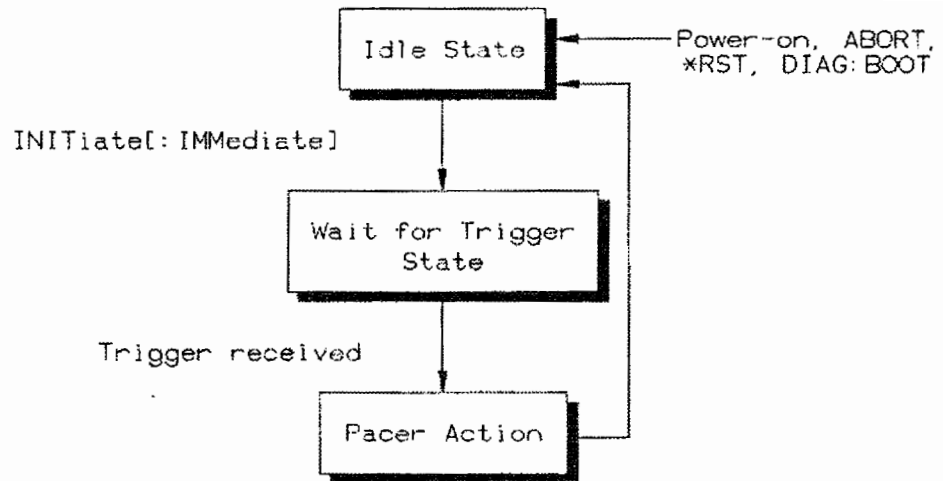 Idle State
Power-on, ABORT,
*RST, DIAG:BOOT
INITiate[:IMMediate]
Wait for Trigger
State
Trigger received
Pacer Action